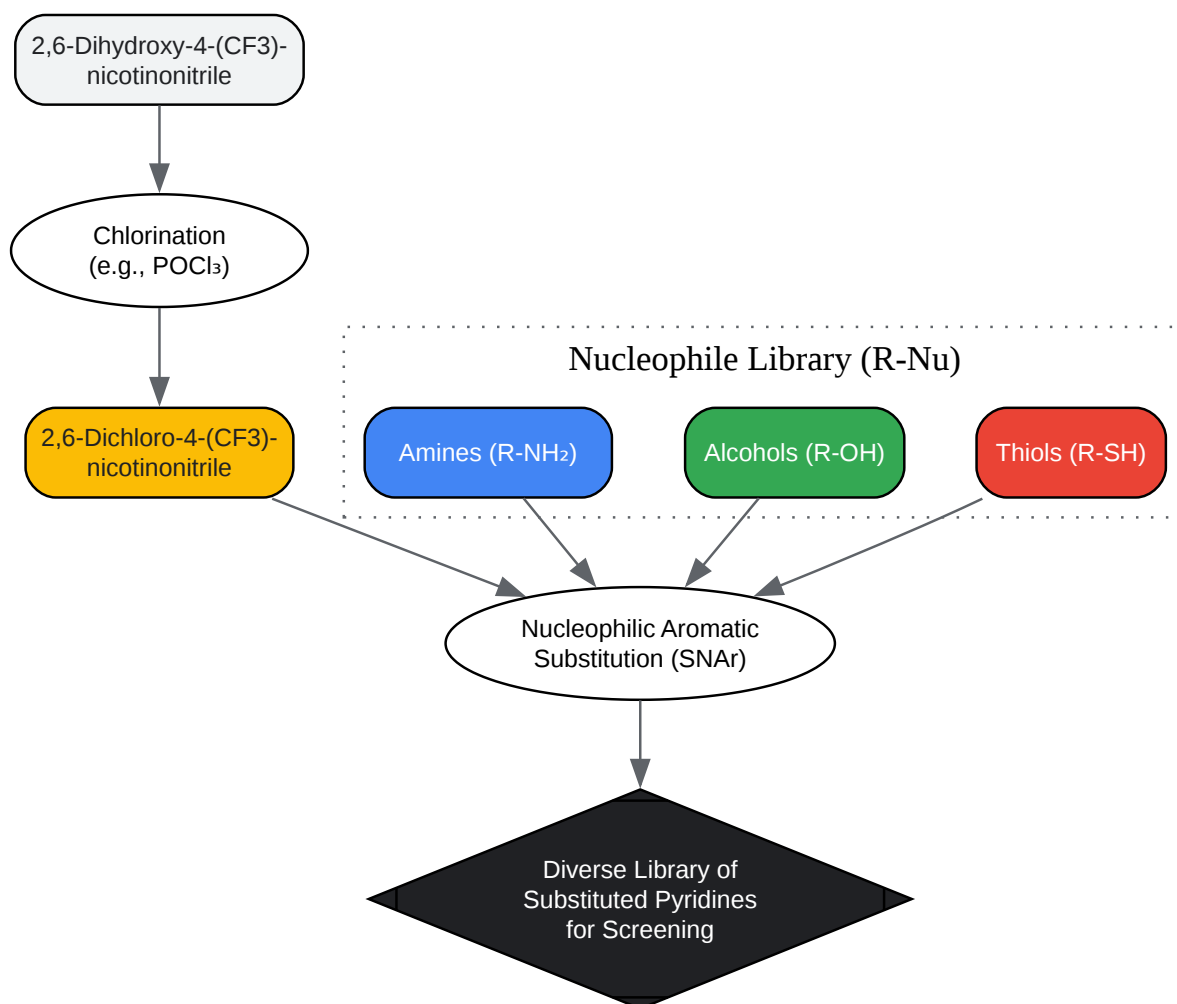 2,6-Dihydroxy-4-(CF3)-
nicotinonitrile
Chlorination
(e.g., POCl₃)
Nucleophile Library (R-Nu)
2,6-Dichloro-4-(CF3)-
nicotinonitrile
Amines (R-NH₂)
Alcohols (R-OH)
Thiols (R-SH)
Nucleophilic Aromatic
Substitution (SNAr)
Diverse Library of
Substituted Pyridines
for Screening